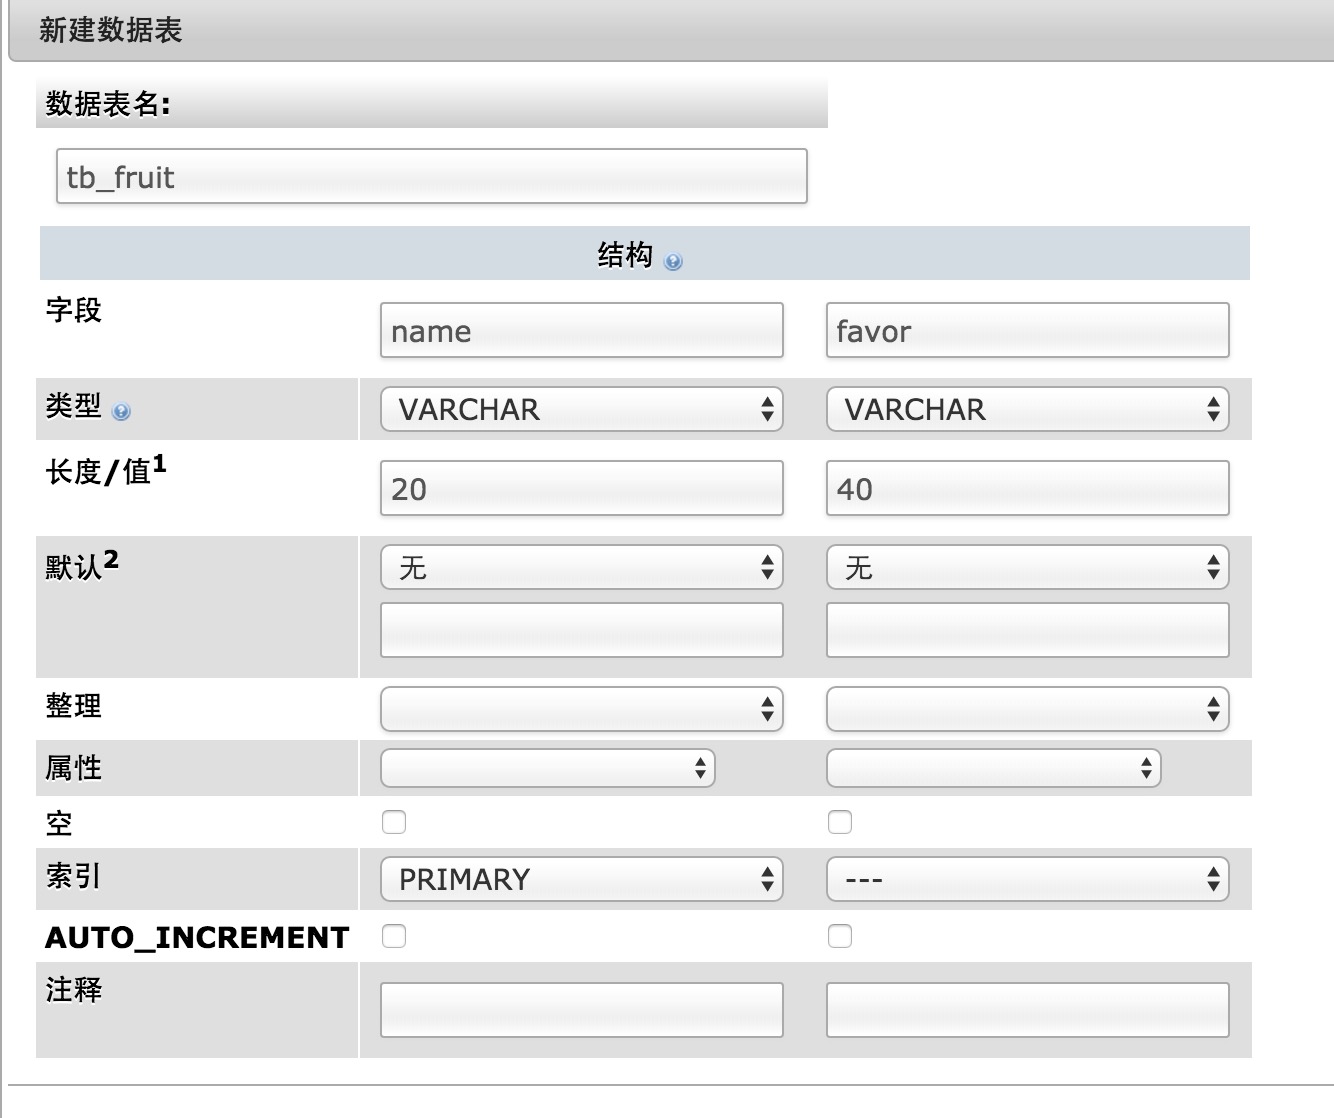 新建数据表
数据表名:
tb_fruit
结构
字段 name favor
类型 VARCHAR VARCHAR
长度/值1 20 40
默认2 无 无
整理
属性
空
索引 PRIMARY ---
AUTO_INCREMENT
注释